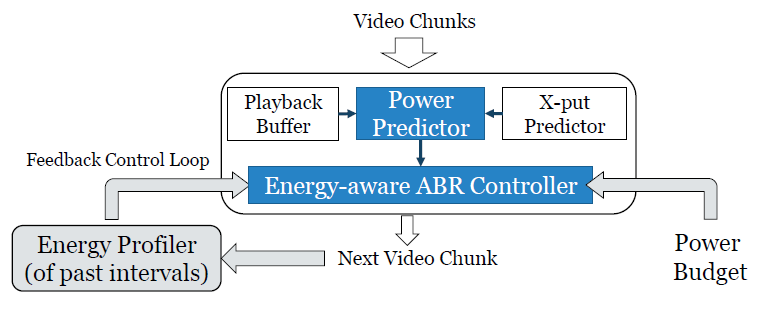 Video Chunks
Playback
Buffer
Power
Predictor
X-put
Predictor
Feedback Control Loop
Energy-aware ABR Controller
Energy Profiler
(of past intervals)
Next Video Chunk
Power
Budget